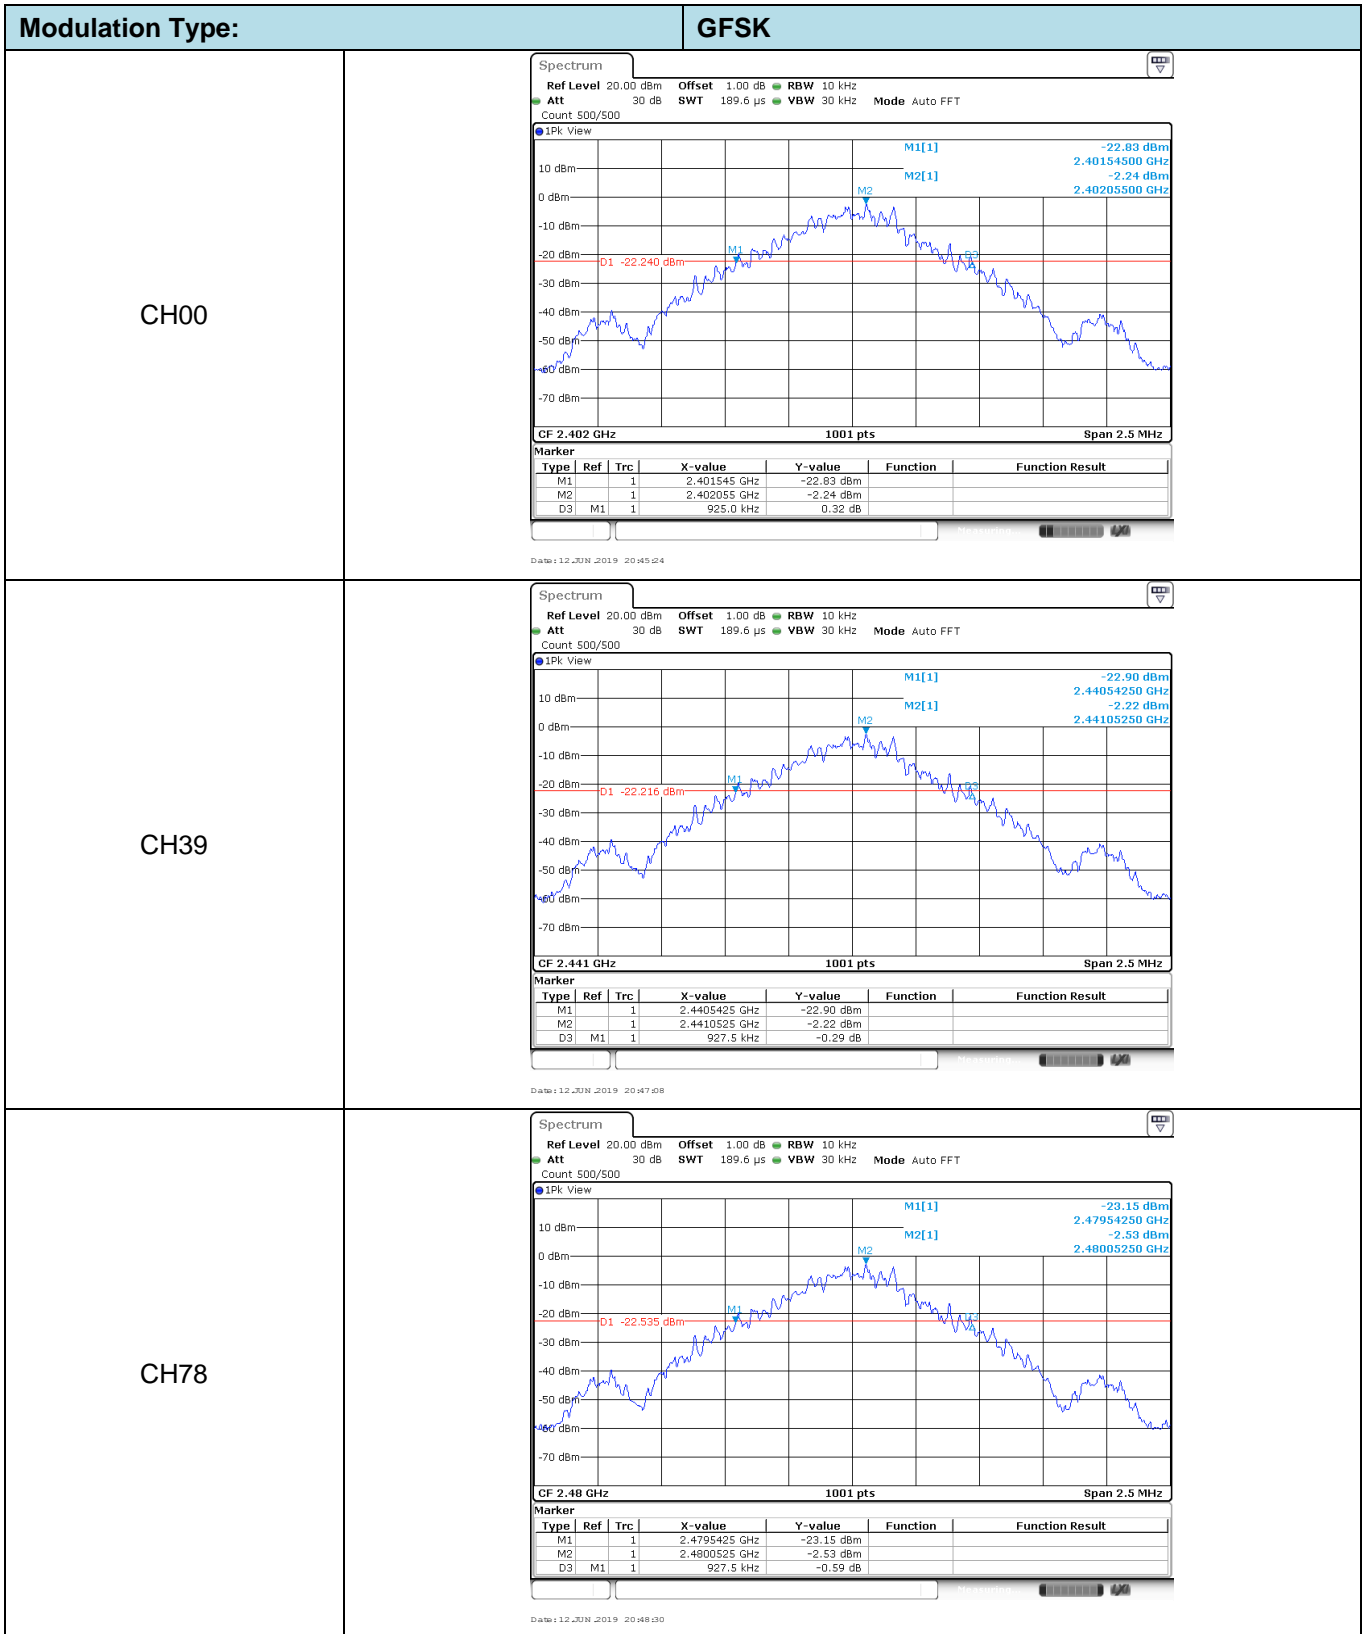 Modulation Type: GFSK
CH00
Spectrum
Ref Level 20.00 dBm Offset 1.00 dB RBW 10 kHz
Att 30 dB SWT 189.6 µs VBW 30 kHz Mode Auto FFT
Count 500/500
1Pk View
M1[1] -22.83 dBm
2.40154500 GHz
M2[1] -2.24 dBm
2.40205500 GHz
10 dBm
M2
0 dBm
-10 dBm
M1
-20 dBm
D3
D1 -22.240 dBm
-30 dBm
-40 dBm
-50 dBm
-60 dBm
-70 dBm
CF 2.402 GHz 1001 pts Span 2.5 MHz
Marker
Type Ref Trc X-value Y-value Function Function Result
M1 1 2.401545 GHz -22.83 dBm
M2 1 2.402055 GHz -2.24 dBm
D3 M1 1 925.0 kHz 0.32 dB
Measuring...
Date: 12.JUN.2019 20:45:24
CH39
Spectrum
Ref Level 20.00 dBm Offset 1.00 dB RBW 10 kHz
Att 30 dB SWT 189.6 µs VBW 30 kHz Mode Auto FFT
Count 500/500
1Pk View
M1[1] -22.90 dBm
2.44054250 GHz
M2[1] -2.22 dBm
2.44105250 GHz
10 dBm
M2
0 dBm
-10 dBm
M1
-20 dBm
D3
D1 -22.216 dBm
-30 dBm
-40 dBm
-50 dBm
-60 dBm
-70 dBm
CF 2.441 GHz 1001 pts Span 2.5 MHz
Marker
Type Ref Trc X-value Y-value Function Function Result
M1 1 2.4405425 GHz -22.90 dBm
M2 1 2.4410525 GHz -2.22 dBm
D3 M1 1 927.5 kHz -0.29 dB
Measuring...
Date: 12.JUN.2019 20:47:08
CH78
Spectrum
Ref Level 20.00 dBm Offset 1.00 dB RBW 10 kHz
Att 30 dB SWT 189.6 µs VBW 30 kHz Mode Auto FFT
Count 500/500
1Pk View
M1[1] -23.15 dBm
2.47954250 GHz
M2[1] -2.53 dBm
2.48005250 GHz
10 dBm
M2
0 dBm
-10 dBm
M1
-20 dBm
D3
D1 -22.535 dBm
-30 dBm
-40 dBm
-50 dBm
-60 dBm
-70 dBm
CF 2.48 GHz 1001 pts Span 2.5 MHz
Marker
Type Ref Trc X-value Y-value Function Function Result
M1 1 2.4795425 GHz -23.15 dBm
M2 1 2.4800525 GHz -2.53 dBm
D3 M1 1 927.5 kHz -0.59 dB
Measuring...
Date: 12.JUN.2019 20:48:30